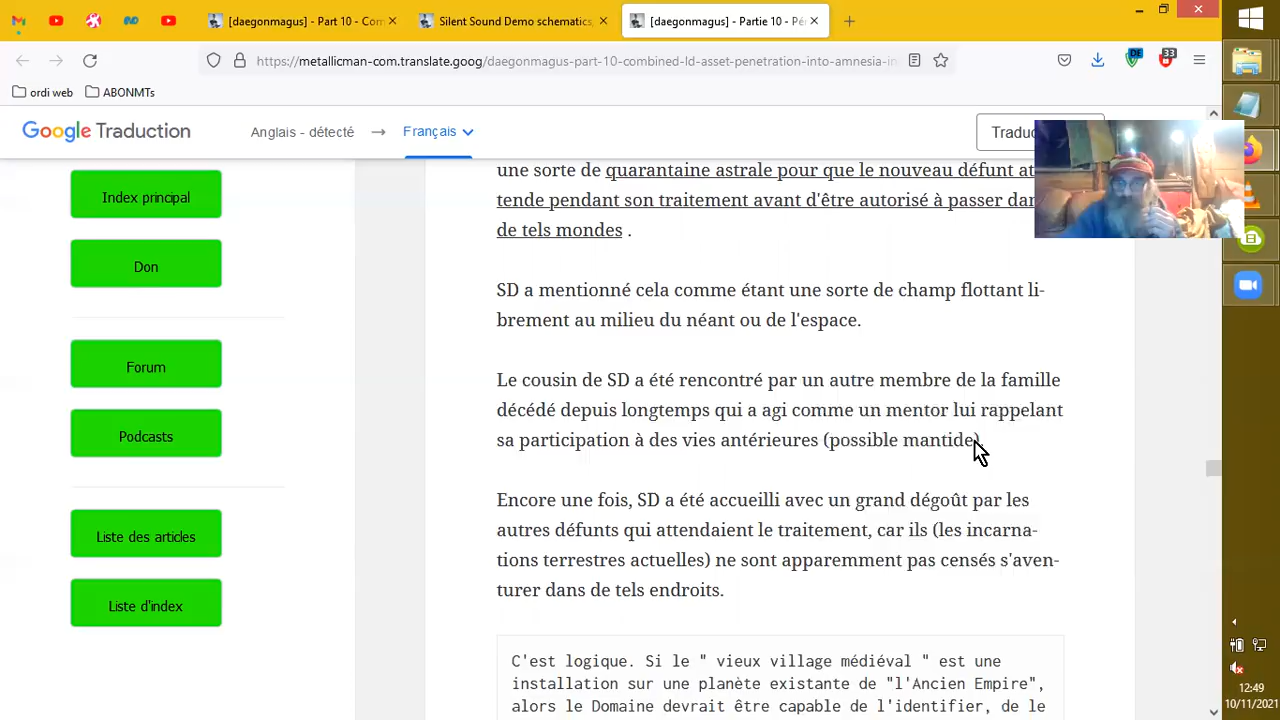 [daegonmagus] - Part 10 - Con
Silent Sound Demo schematics,
[daegonmagus] - Partie 10 - Pé
https://metallicman-com.translate.goog/daegonmagus-part-10-combined-ld-asset-penetration-into-amnesia-in
DE
33
ordi web
ABONMTs
Google Traduction
Anglais - détecté
Français
Traduc
Index principal
Don
Forum
Podcasts
Liste des articles
Liste d'index
une sorte de quarantaine astrale pour que le nouveau défunt at
tende pendant son traitement avant d'être autorisé à passer dan
de tels mondes .
SD a mentionné cela comme étant une sorte de champ flottant li-
brement au milieu du néant ou de l'espace.
Le cousin de SD a été rencontré par un autre membre de la famille
décédé depuis longtemps qui a agi comme un mentor lui rappelant
sa participation à des vies antérieures (possible mantide)
Encore une fois, SD a été accueilli avec un grand dégoût par les
autres défunts qui attendaient le traitement, car ils (les incarna-
tions terrestres actuelles) ne sont apparemment pas censés s'aven-
turer dans de tels endroits.
C'est logique. Si le " vieux village médiéval " est une
installation sur une planète existante de "l'Ancien Empire",
alors le Domaine devrait être capable de l'identifier, de le
12:49
10/11/2021